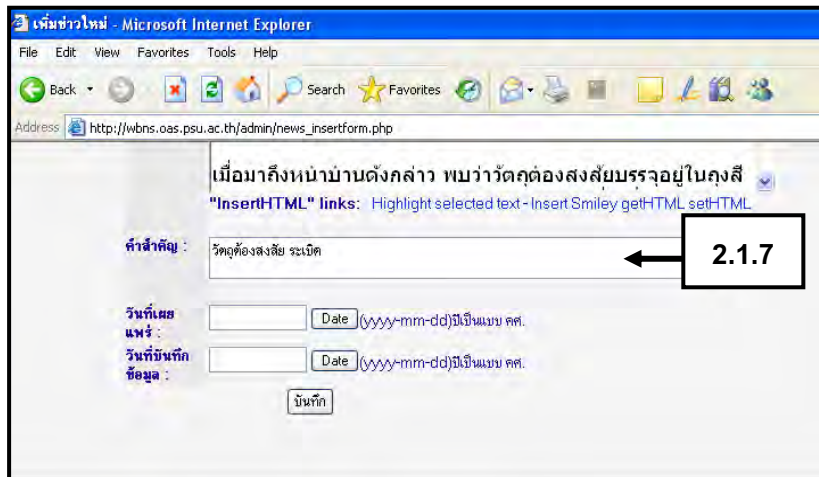 เพิ่มข่าวใหม่ - Microsoft Internet Explorer
File Edit View Favorites Tools Help
Back Search Favorites
Address http://wbns.oas.psu.ac.th/admin/news_insertform.php
เมื่อมาถึงหน้าบ้านดังกล่าว พบว่าวัตถุต้องสงสัยบรรจุอยู่ในถุงสี
"InsertHTML" links: Highlight selected text - Insert Smiley getHTML setHTML
คำสำคัญ : วัตถุต้องสงสัย ระเบิด
2.1.7
วันที่เผย
แพร่ : Date (yyyy-mm-dd)ปีเป็นแบบ คศ.
วันที่บันทึก
ข้อมูล : Date (yyyy-mm-dd)ปีเป็นแบบ คศ.
บันทึก